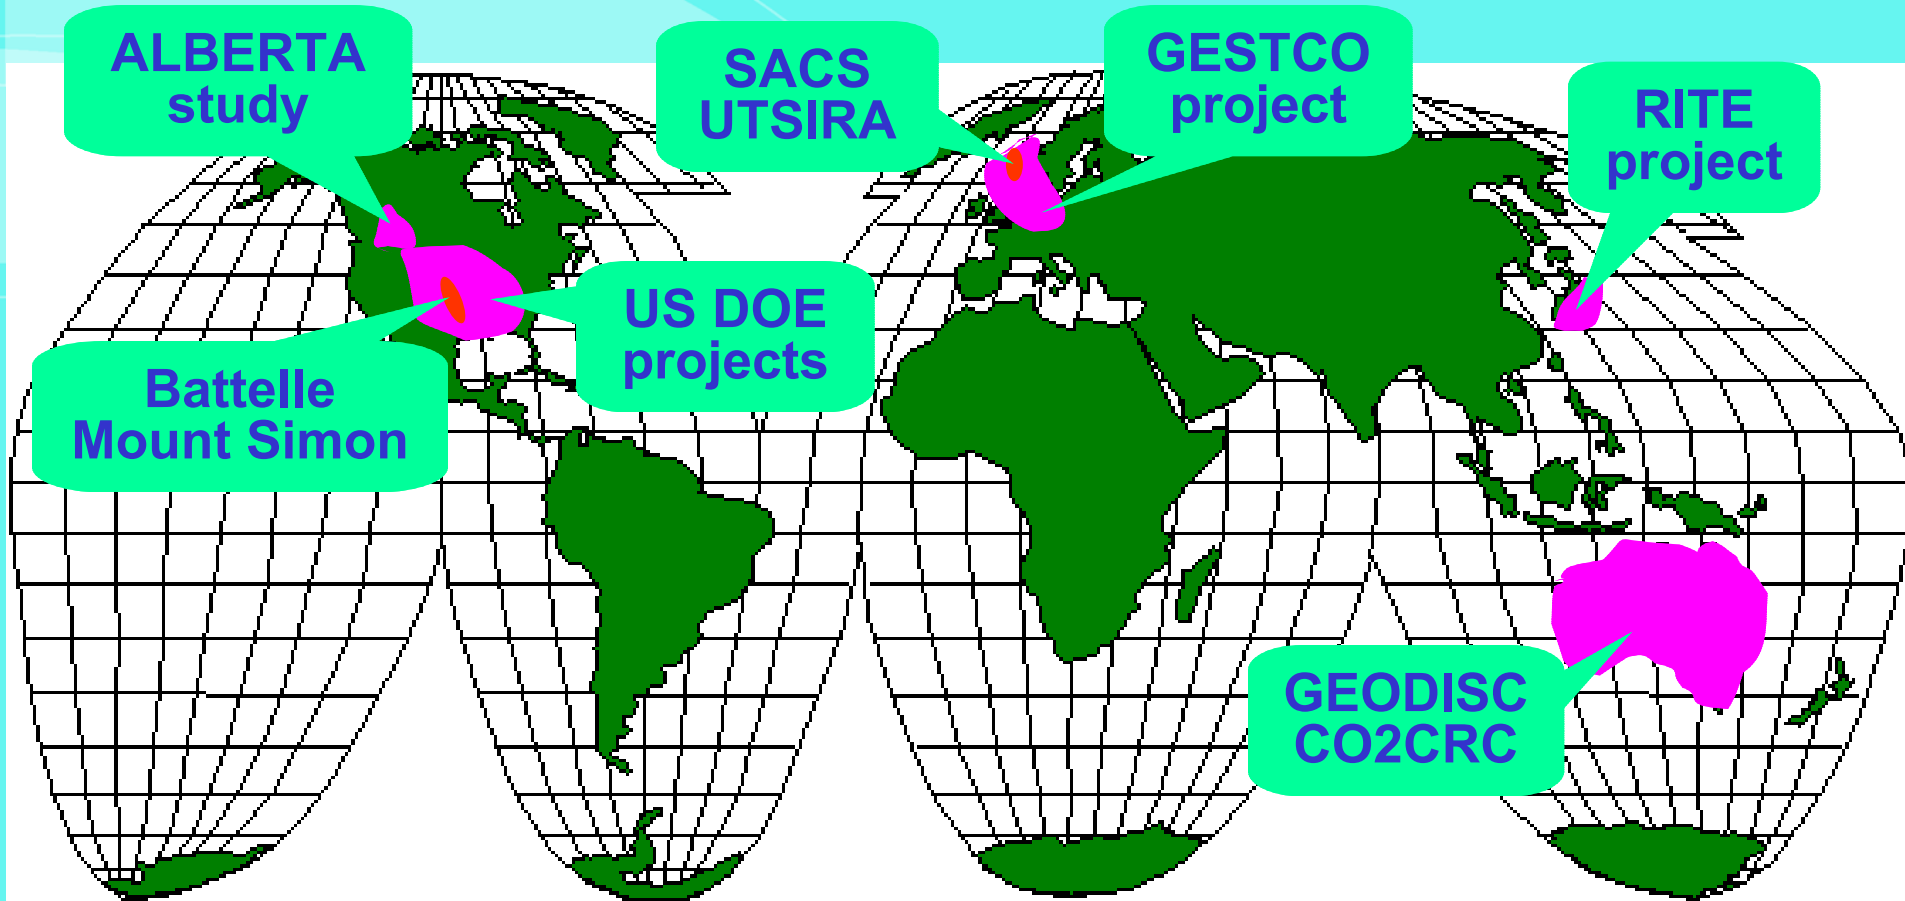 ALBERTA
study
SACS
UTSIRA
GESTCO
project
RITE
project
US DOE
projects
Battelle
Mount Simon
GEODISC
CO2CRC